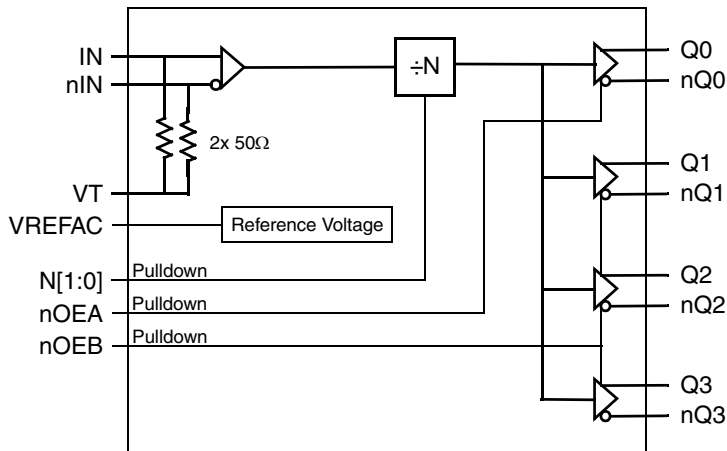 IN
nIN
÷N
2x 50Ω
VT
VREFAC
Reference Voltage
N[1:0]
Pulldown
nOEA
Pulldown
nOEB
Pulldown
Q0
nQ0
Q1
nQ1
Q2
nQ2
Q3
nQ3